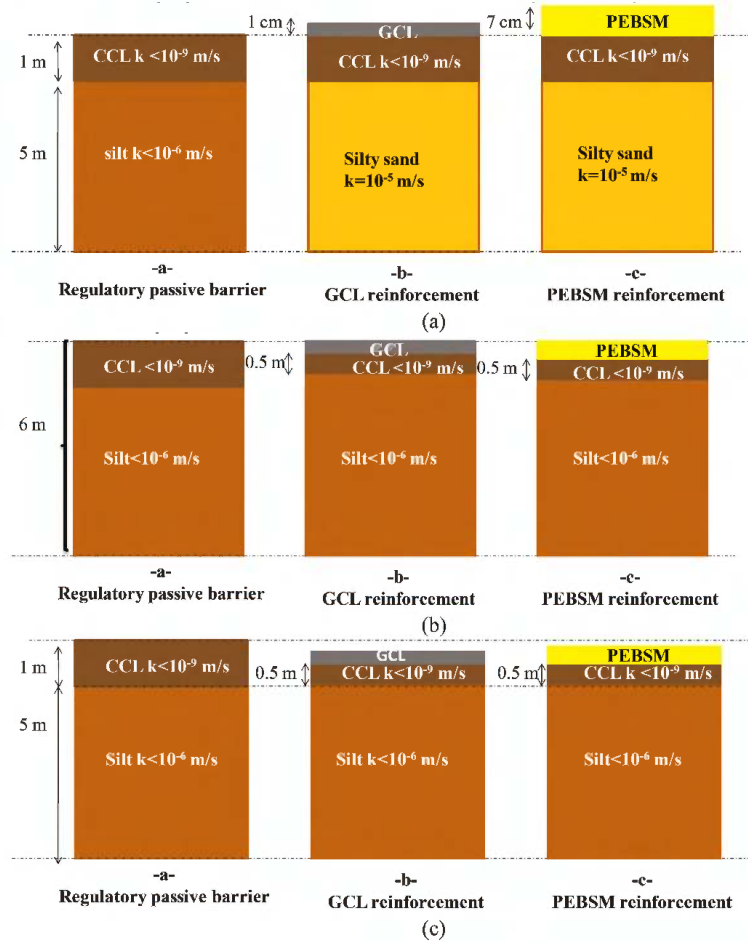 1 cm
7 cm
GCL
PEBSM
1 m
CCL k <10⁻⁹ m/s
CCL k<10⁻⁹ m/s
CCL k<10⁻⁹ m/s
5 m
silt k<10⁻⁶ m/s
Silty sand
k=10⁻⁵ m/s
Silty sand
k=10⁻⁵ m/s
-a-
Regulatory passive barrier
-b-
GCL reinforcement
-c-
PEBSM reinforcement
(a)
GCL
PEBSM
CCL <10⁻⁹ m/s
0.5 m
CCL <10⁻⁹ m/s
0.5 m
CCL <10⁻⁹ m/s
6 m
Silt<10⁻⁶ m/s
Silt<10⁻⁶ m/s
Silt<10⁻⁶ m/s
-a-
Regulatory passive barrier
-b-
GCL reinforcement
-c-
PEBSM reinforcement
(b)
GCL
PEBSM
1 m
CCL k<10⁻⁹ m/s
0.5 m
CCL k<10⁻⁹ m/s
0.5 m
CCL k <10⁻⁹ m/s
5 m
Silt k<10⁻⁶ m/s
Silt k<10⁻⁶ m/s
Silt<10⁻⁶ m/s
-a-
Regulatory passive barrier
-b-
GCL reinforcement
-c-
PEBSM reinforcement
(c)